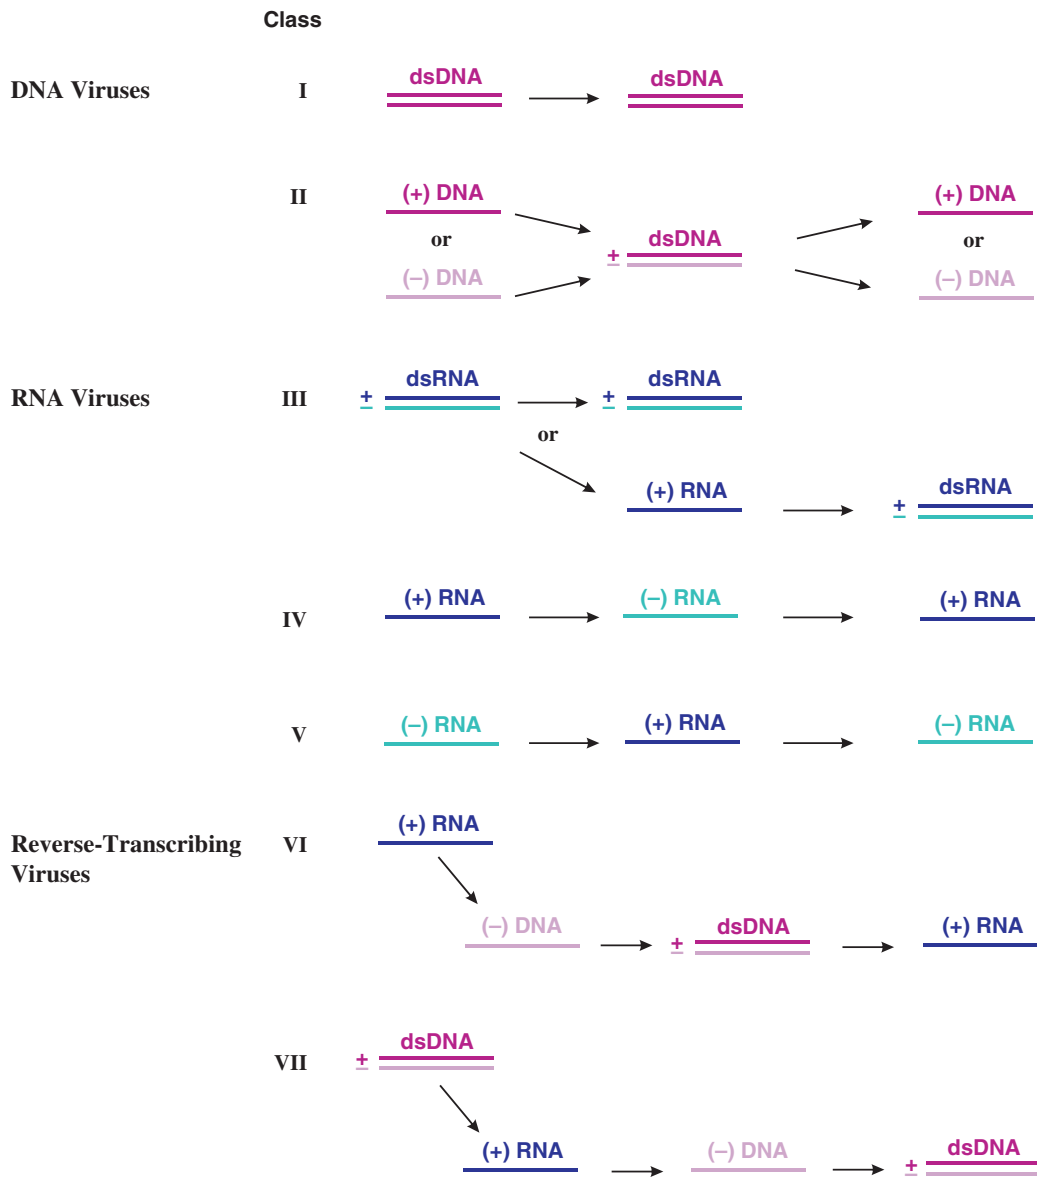 Class
DNA Viruses I dsDNA dsDNA
II (+) DNA (+) DNA
or dsDNA or
±
(–) DNA (–) DNA
RNA Viruses III ± dsRNA ± dsRNA
or
(+) RNA ± dsRNA
IV (+) RNA (–) RNA (+) RNA
V (–) RNA (+) RNA (–) RNA
Reverse-Transcribing VI (+) RNA
Viruses
(–) DNA ± dsDNA (+) RNA
VII ± dsDNA
(+) RNA (–) DNA ± dsDNA